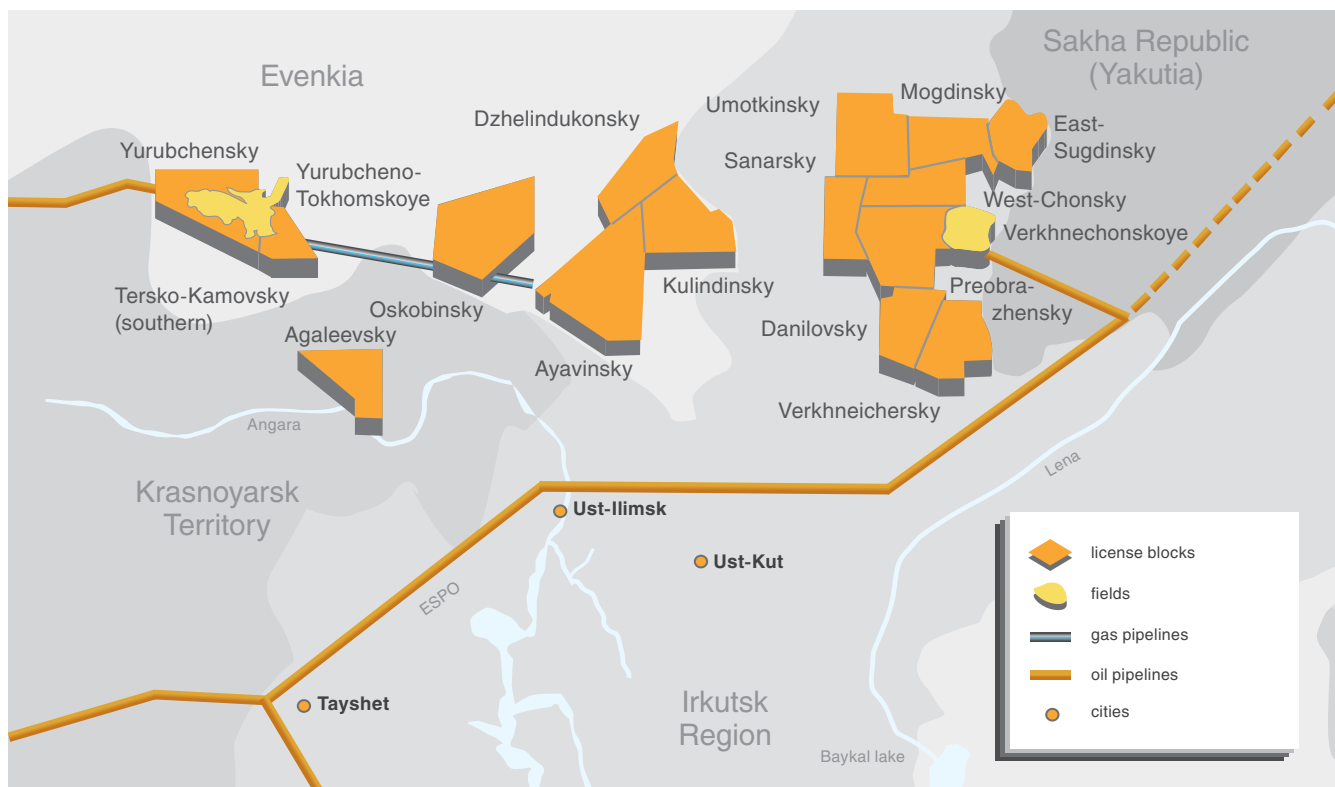 Sakha Republic
(Yakutia)
Evenkia
Mogdinsky
Umotkinsky
Dzhelindukonsky
East-
Sugdinsky
Yurubchensky
Sanarsky
Yurubcheno-
Tokhomskoye
West-Chonsky
Verkhnechonskoye
Kulindinsky
Preobra-
zhensky
Tersko-Kamovsky
(southern)
Oskobinsky
Danilovsky
Agaleevsky
Ayavinsky
Verkhneichersky
Angara
Lena
Krasnoyarsk
Territory
Ust-Ilimsk
Ust-Kut
ESPO
Tayshet
Irkutsk
Region
Baykal lake
license blocks
fields
gas pipelines
oil pipelines
cities